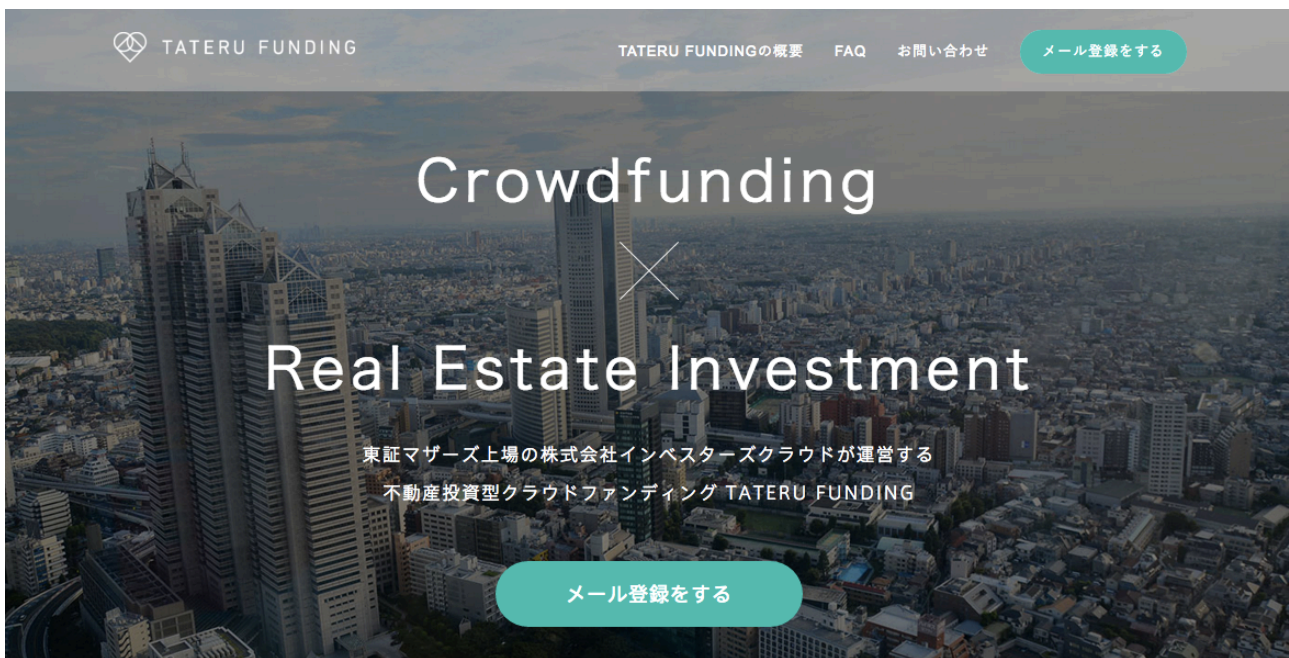 TATERU FUNDING
TATERU FUNDINGの概要
FAQ
お問い合わせ
メール登録をする
Crowdfunding
Real Estate Investment
東証マザーズ上場の株式会社インベスターズクラウドが運営する
不動産投資型クラウドファンディング TATERU FUNDING
メール登録をする